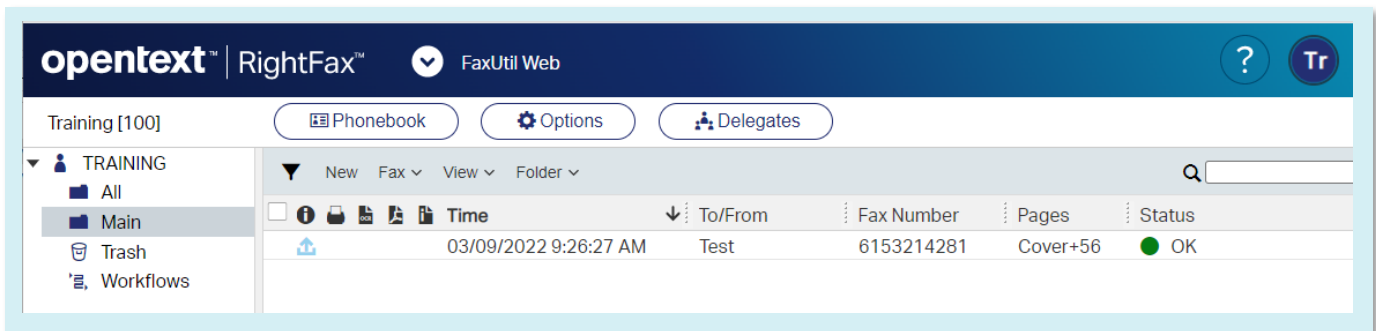 opentext™ | RightFax™ FaxUtil Web ? Tr
Training [100] Phonebook Options Delegates
TRAINING
All
Main
Trash
Workflows
New Fax View Folder
Time To/From Fax Number Pages Status
03/09/2022 9:26:27 AM Test 6153214281 Cover+56 OK